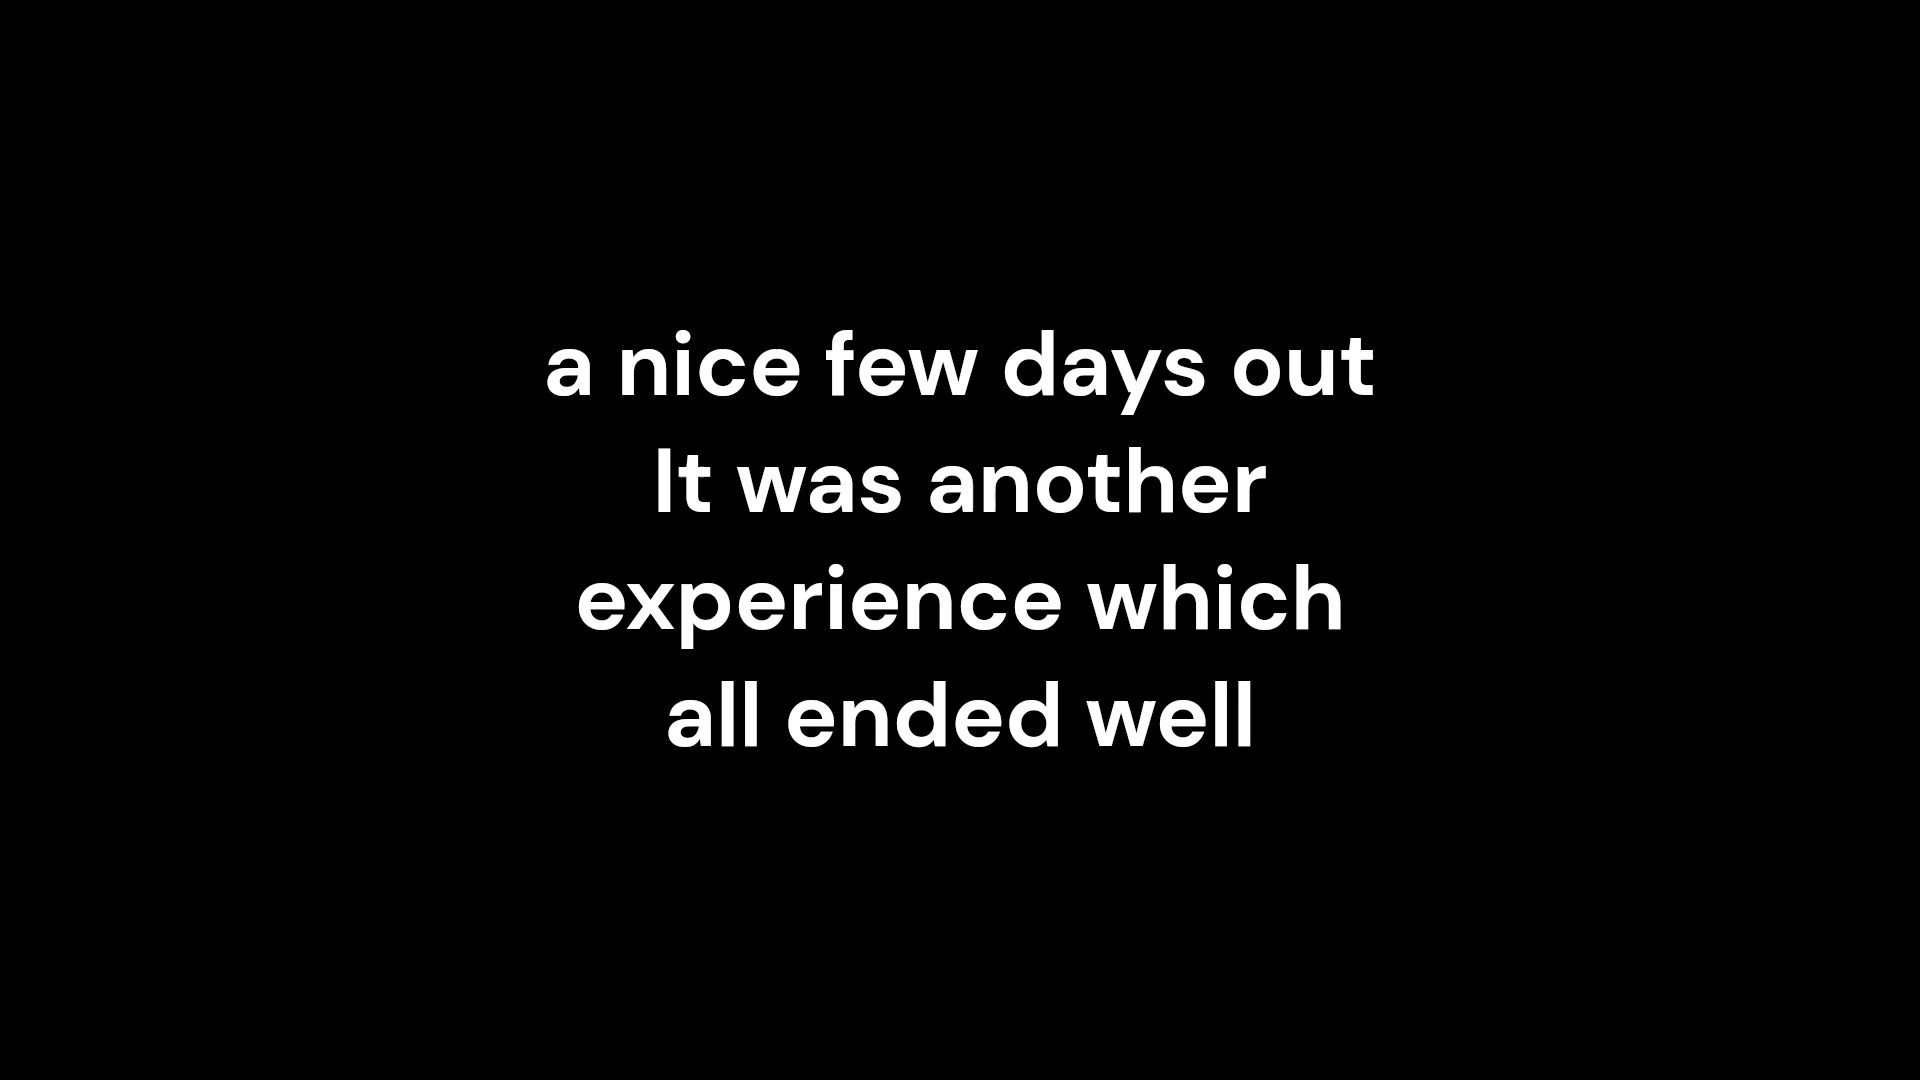 a nice few days out
It was another
experience which
all ended well